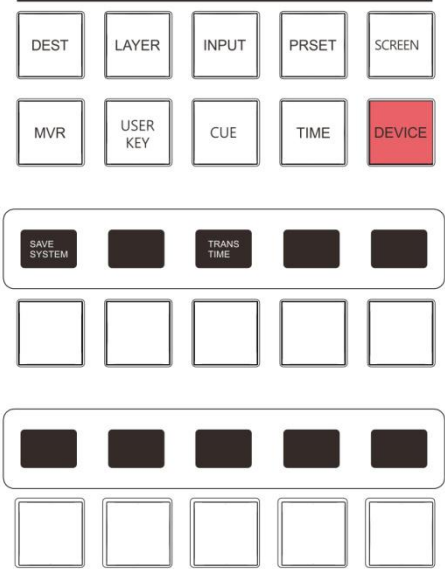 DEST LAYER INPUT PRSET SCREEN
MVR USER KEY CUE TIME DEVICE
SAVE SYSTEM TRANS TIME